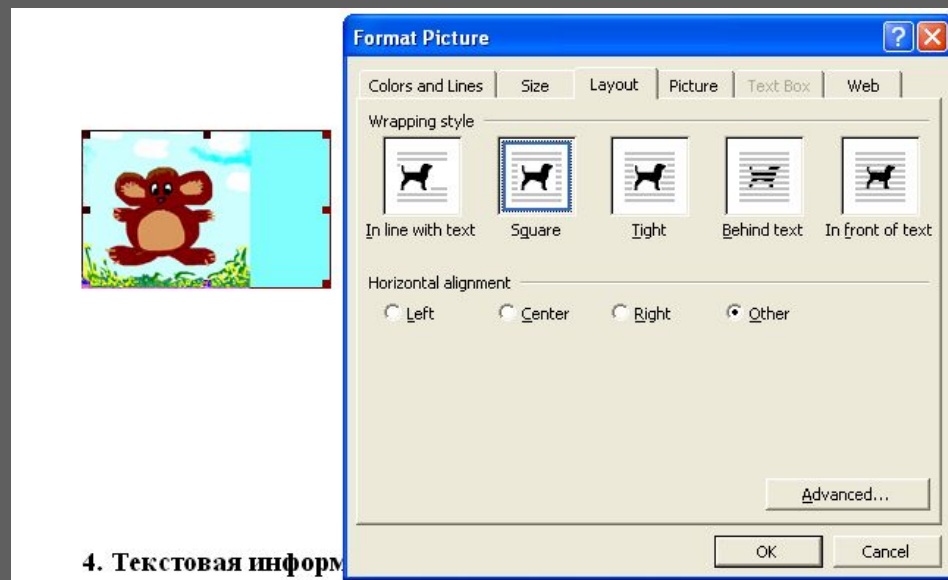 Format Picture
Colors and Lines Size Layout Picture Text Box Web
Wrapping style
In line with text Square Tight Behind text In front of text
Horizontal alignment
Left Center Right Other
Advanced...
4. Текстовая
OK Cancel